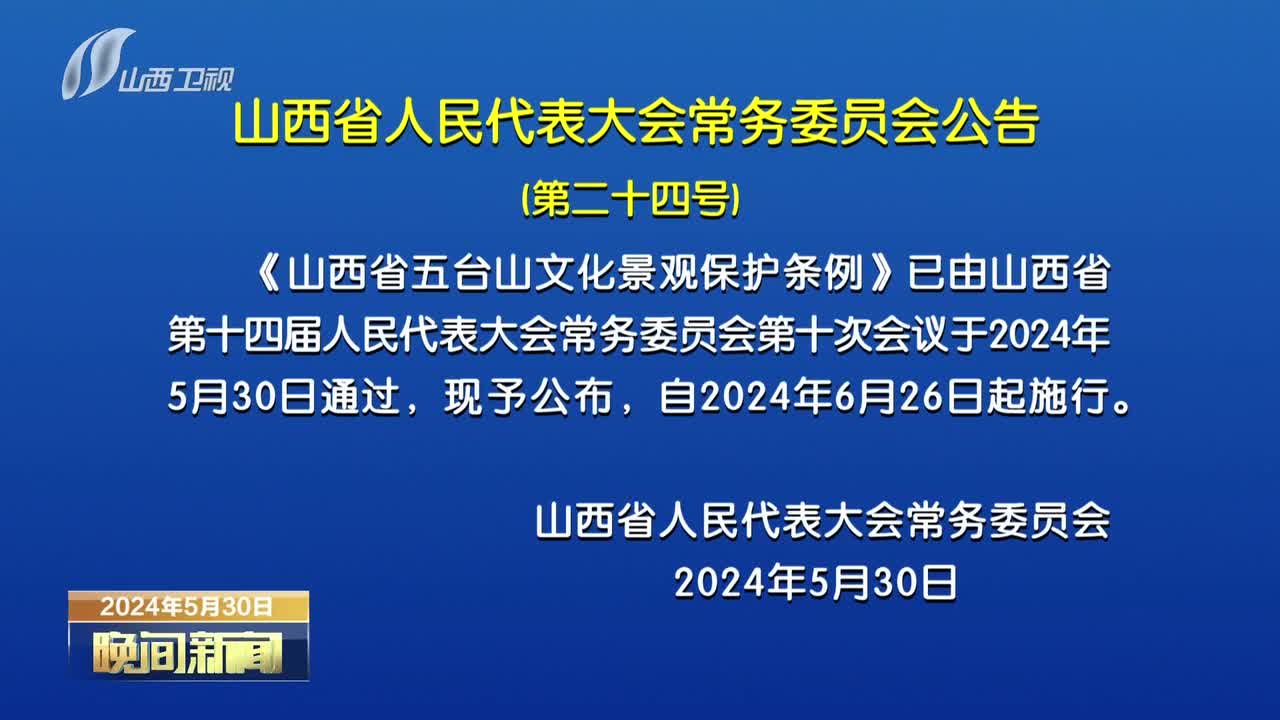 山西卫视
山西省人民代表大会常务委员会公告
(第二十四号)
《山西省五台山文化景观保护条例》已由山西省
第十四届人民代表大会常务委员会第十次会议于2024年
5月30日通过，现予公布，自2024年6月26日起施行。
山西省人民代表大会常务委员会
2024年5月30日
2024年5月30日
晚间新闻